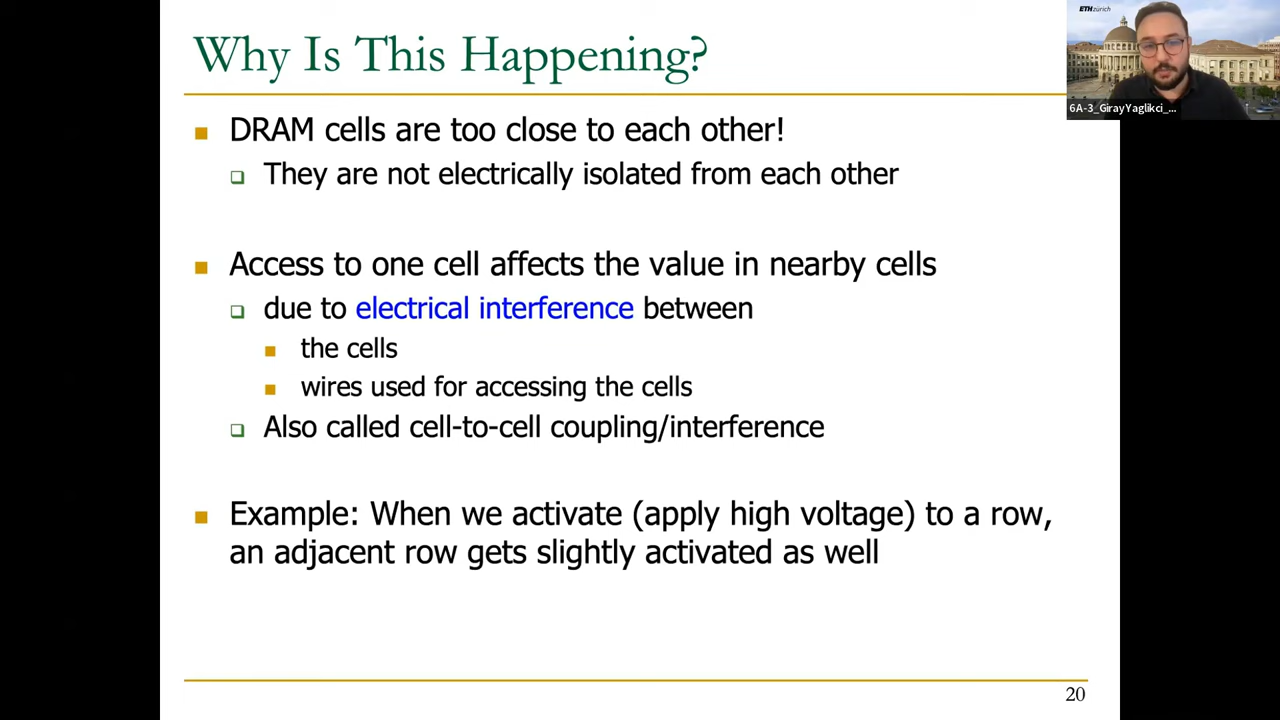 ETH zürich
Why Is This Happening?
6A-3_GirayYaglikci_...
DRAM cells are too close to each other!
They are not electrically isolated from each other
Access to one cell affects the value in nearby cells
due to electrical interference between
the cells
wires used for accessing the cells
Also called cell-to-cell coupling/interference
Example: When we activate (apply high voltage) to a row,
an adjacent row gets slightly activated as well
20